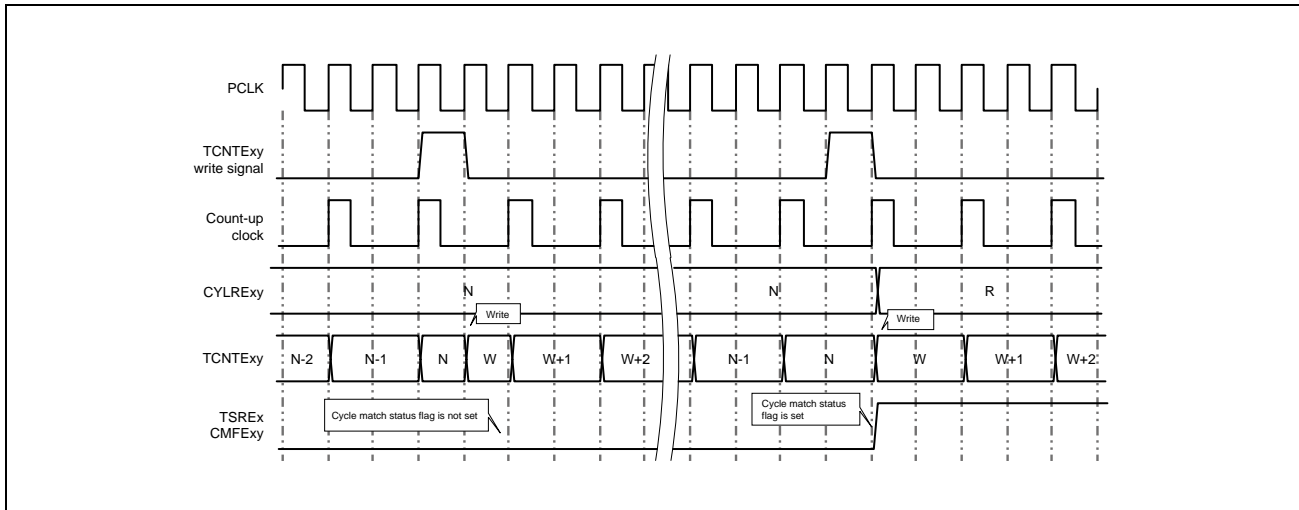 PCLK
TCNTExy
write signal
Count-up
clock
CYLRExy
N
N
R
Write
Write
TCNTExy
N-2
N-1
N
W
W+1
W+2
N-1
N
W
W+1
W+2
TSREx
CMFExy
Cycle match status flag is not set
Cycle match status
flag is set